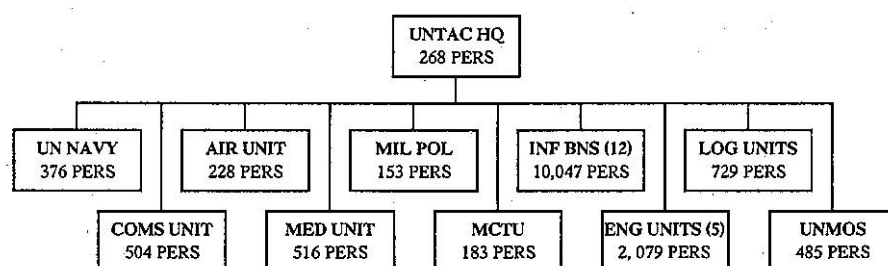 UNTAC HQ
268 PERS
UN NAVY
376 PERS
AIR UNIT
228 PERS
MIL POL
153 PERS
INF BNS (12)
10,047 PERS
LOG UNITS
729 PERS
COMS UNIT
504 PERS
MED UNIT
516 PERS
MCTU
183 PERS
ENG UNITS (5)
2, 079 PERS
UNMOS
485 PERS